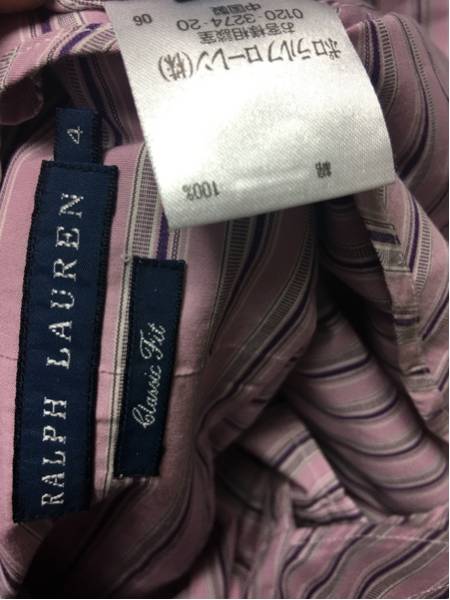 RALPH LAUREN
4
Classic Fit
綿 100%
ポロラルフローレン(株)
お客様相談室
0120-3274-20
中国製
06